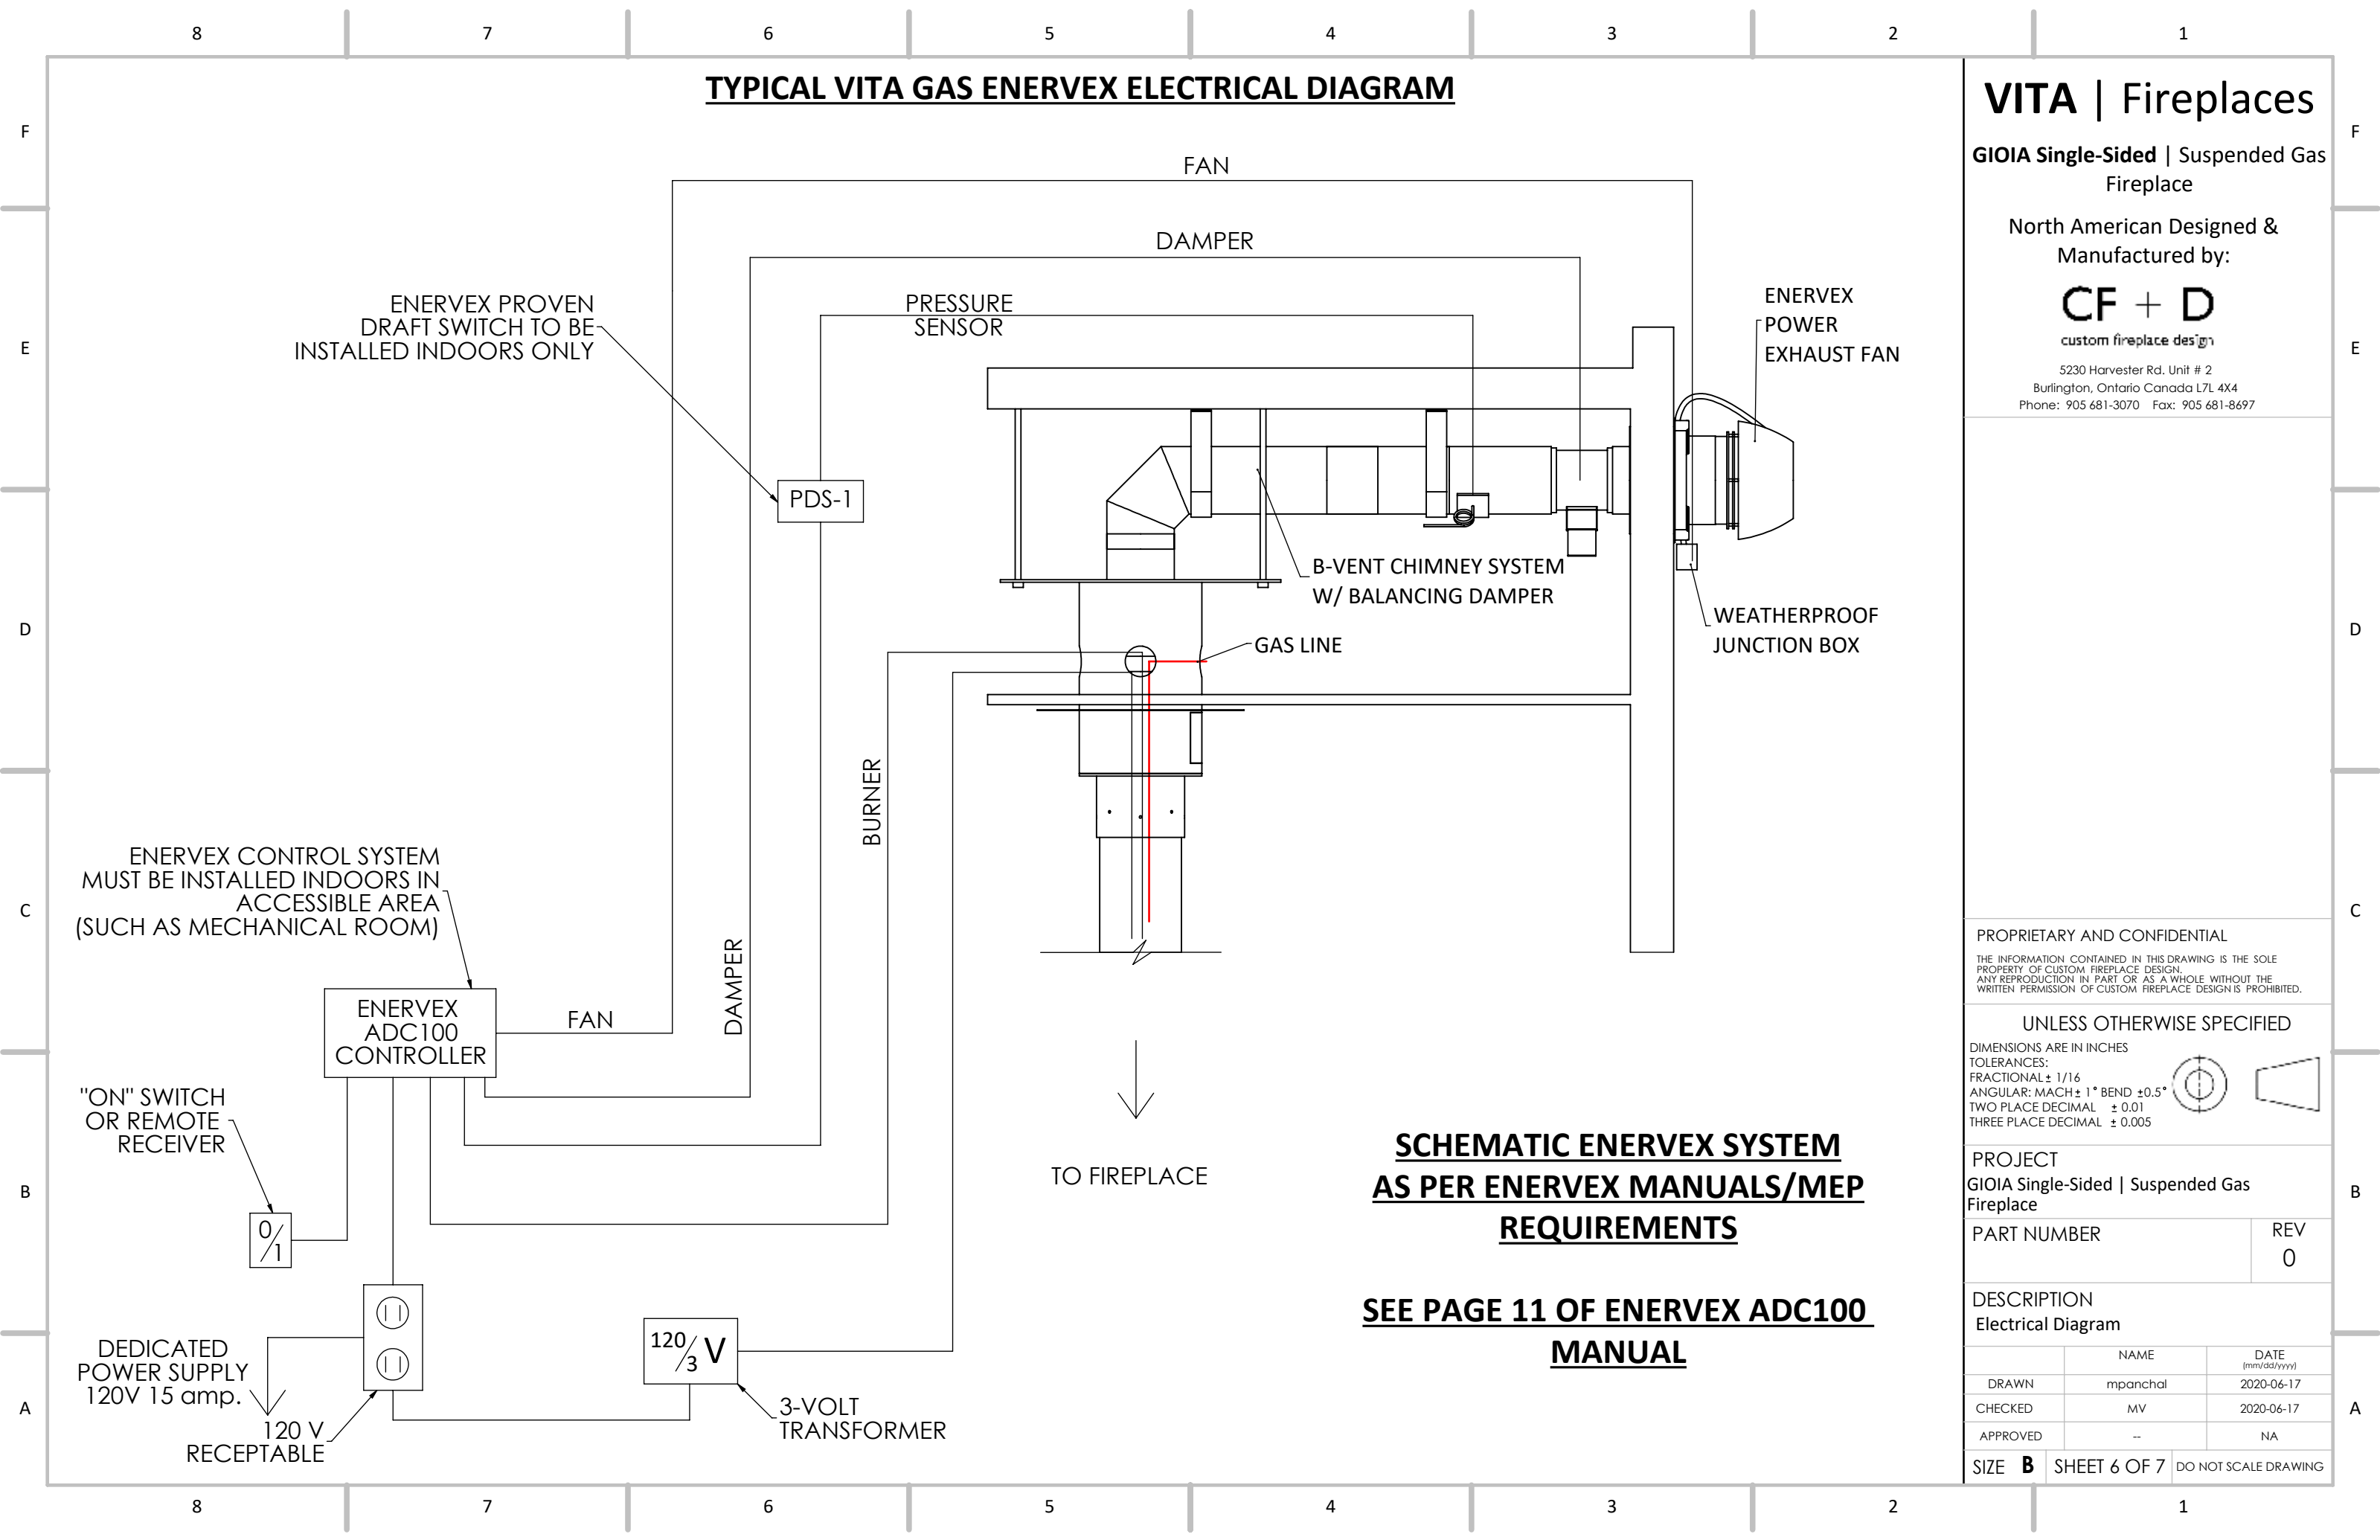 8 7 6 5 4 3 2 1
F
E
D
C
B
A
TYPICAL VITA GAS ENERVEX ELECTRICAL DIAGRAM
FAN
DAMPER
PRESSURE
SENSOR
ENERVEX PROVEN
DRAFT SWITCH TO BE
INSTALLED INDOORS ONLY
PDS-1
ENERVEX
POWER
EXHAUST FAN
B-VENT CHIMNEY SYSTEM
W/ BALANCING DAMPER
WEATHERPROOF
JUNCTION BOX
GAS LINE
BURNER
DAMPER
ENERVEX CONTROL SYSTEM
MUST BE INSTALLED INDOORS IN
ACCESSIBLE AREA
(SUCH AS MECHANICAL ROOM)
ENERVEX
ADC100
CONTROLLER
FAN
"ON" SWITCH
OR REMOTE
RECEIVER
0/1
TO FIREPLACE
DEDICATED
POWER SUPPLY
120V 15 amp.
120 V
RECEPTABLE
120/3 V
3-VOLT
TRANSFORMER
SCHEMATIC ENERVEX SYSTEM
AS PER ENERVEX MANUALS/MEP
REQUIREMENTS
SEE PAGE 11 OF ENERVEX ADC100
MANUAL
VITA | Fireplaces
GIOIA Single-Sided | Suspended Gas
Fireplace
North American Designed &
Manufactured by:
CF + D
custom fireplace design
5230 Harvester Rd. Unit # 2
Burlington, Ontario Canada L7L 4X4
Phone: 905 681-3070 Fax: 905 681-8697
PROPRIETARY AND CONFIDENTIAL
THE INFORMATION CONTAINED IN THIS DRAWING IS THE SOLE
PROPERTY OF CUSTOM FIREPLACE DESIGN.
ANY REPRODUCTION IN PART OR AS A WHOLE WITHOUT THE
WRITTEN PERMISSION OF CUSTOM FIREPLACE DESIGN IS PROHIBITED.
UNLESS OTHERWISE SPECIFIED
DIMENSIONS ARE IN INCHES
TOLERANCES:
FRACTIONAL ± 1/16
ANGULAR: MACH ± 1° BEND ±0.5°
TWO PLACE DECIMAL ± 0.01
THREE PLACE DECIMAL ± 0.005
PROJECT
GIOIA Single-Sided | Suspended Gas
Fireplace
PART NUMBER
REV
0
DESCRIPTION
Electrical Diagram
NAME DATE
(mm/dd/yyyy)
DRAWN mpanchal 2020-06-17
CHECKED MV 2020-06-17
APPROVED -- NA
SIZE B SHEET 6 OF 7 DO NOT SCALE DRAWING
F
E
D
C
B
A
8 7 6 5 4 3 2 1